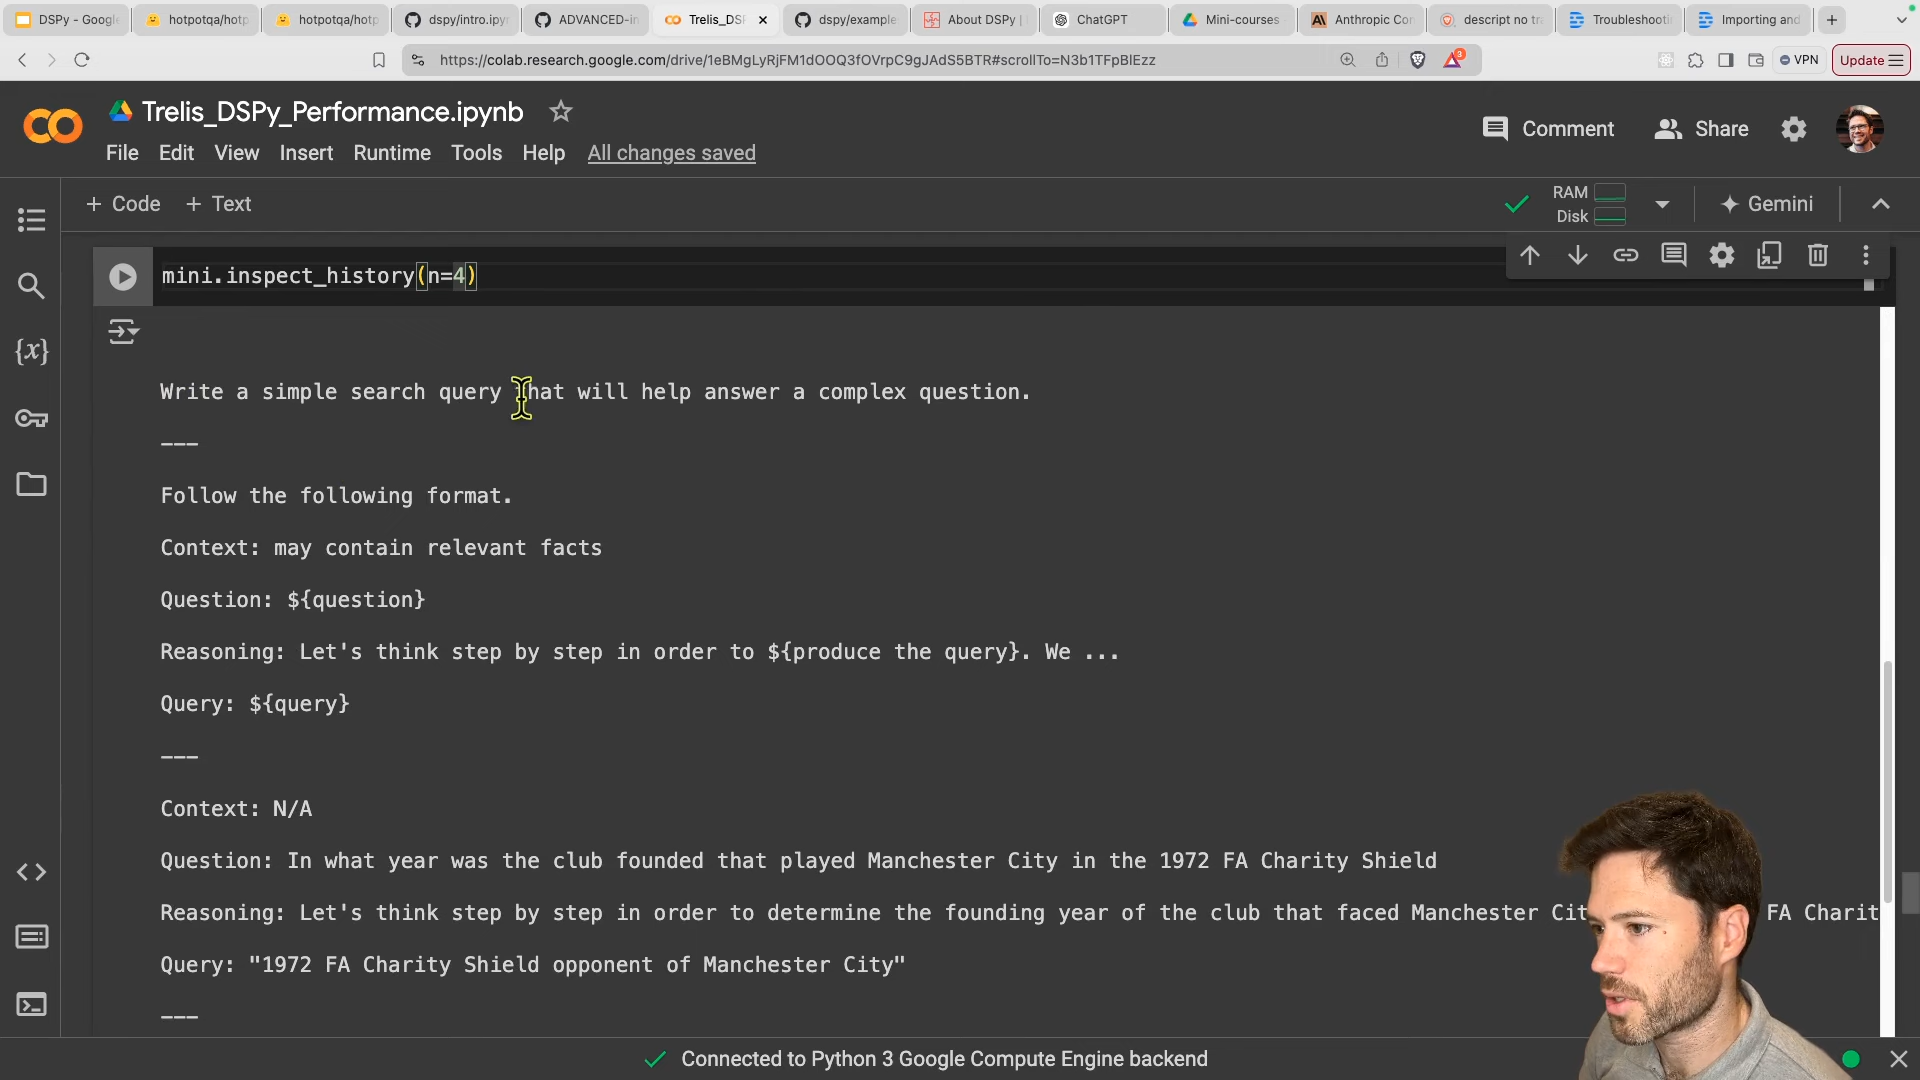 DSPy - Google
hotpotqa/hotp
hotpotqa/hotp
dspy/intro.ipy
ADVANCED-in
Trelis_DSP
dspy/example
About DSPy |
ChatGPT
Mini-courses
Anthropic Con
descript no tra
Troubleshooti
Importing and
https://colab.research.google.com/drive/1eBMgLyRjFM1dOOQ3fOVrpC9gJAdS5BTR#scrollTo=N3b1TFpBlEzz
3
VPN
Update
Trelis_DSPy_Performance.ipynb
Comment
Share
File Edit View Insert Runtime Tools Help All changes saved
+ Code + Text
RAM
Disk
Gemini
mini.inspect_history(n=4)
Write a simple search query that will help answer a complex question.
---
Follow the following format.
Context: may contain relevant facts
Question: ${question}
Reasoning: Let's think step by step in order to ${produce the query}. We ...
Query: ${query}
---
Context: N/A
Question: In what year was the club founded that played Manchester City in the 1972 FA Charity Shield
Reasoning: Let's think step by step in order to determine the founding year of the club that faced Manchester Cit FA Charit
Query: "1972 FA Charity Shield opponent of Manchester City"
---
Connected to Python 3 Google Compute Engine backend